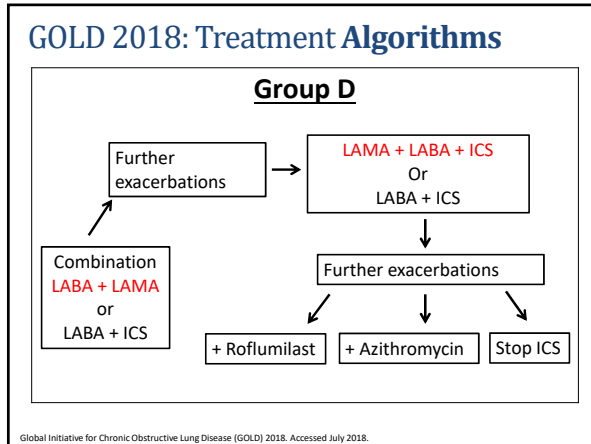 GOLD 2018: Treatment Algorithms
Group D
Further
exacerbations
LAMA + LABA + ICS
Or
LABA + ICS
Combination
LABA + LAMA
or
LABA + ICS
Further exacerbations
+ Roflumilast
+ Azithromycin
Stop ICS
Global Initiative for Chronic Obstructive Lung Disease (GOLD) 2018. Accessed July 2018.